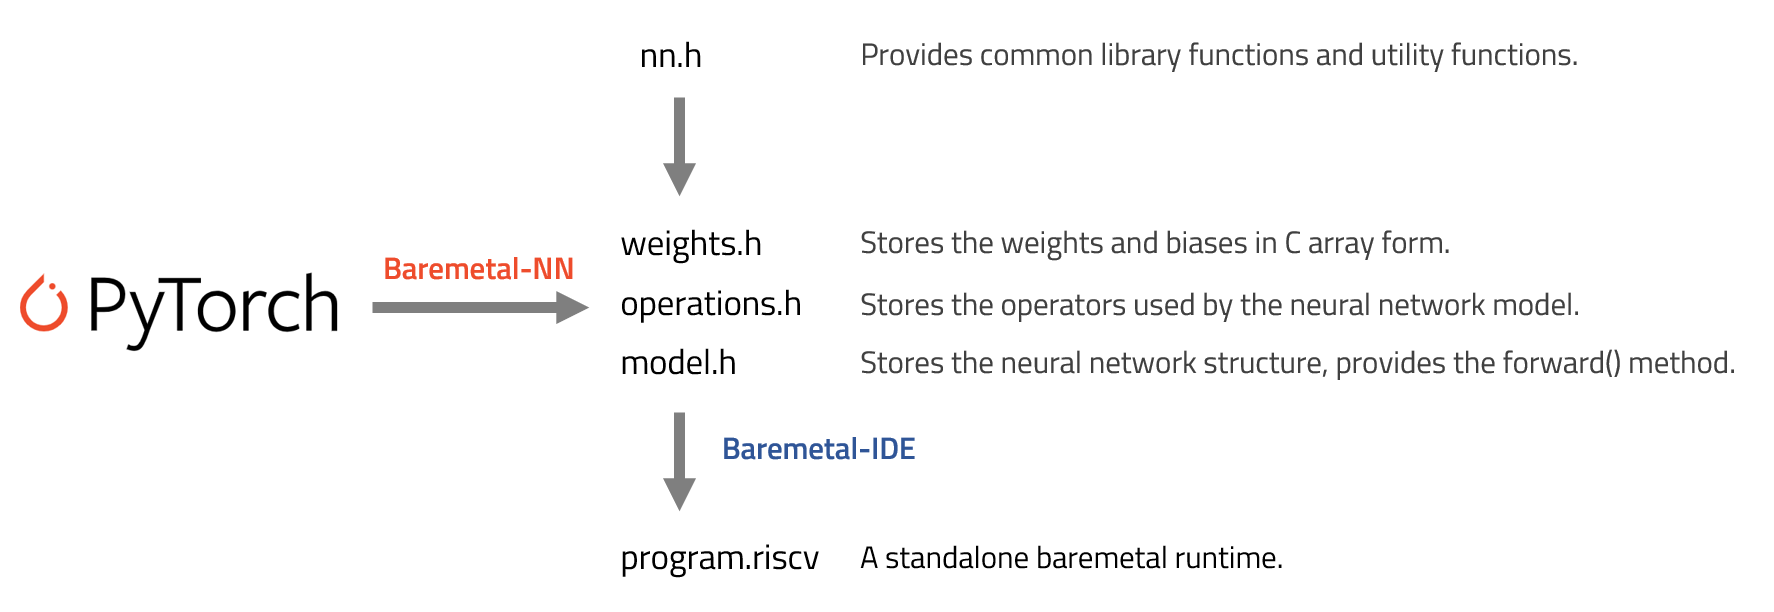 nn.h Provides common library functions and utility functions.
weights.h Stores the weights and biases in C array form.
Baremetal-NN
PyTorch
operations.h Stores the operators used by the neural network model.
model.h Stores the neural network structure, provides the forward() method.
Baremetal-IDE
program.riscv A standalone baremetal runtime.